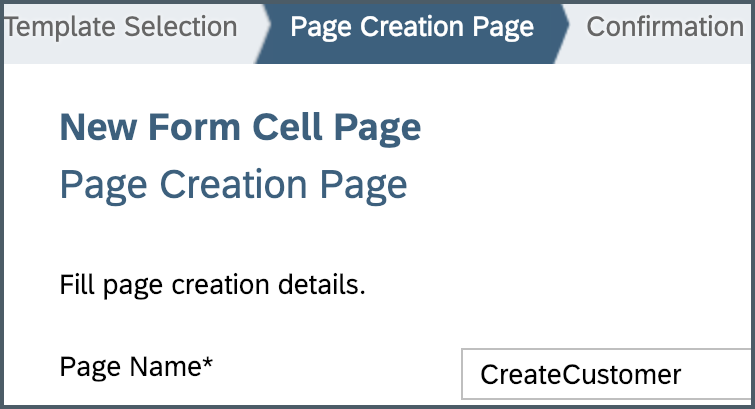 Template Selection Page Creation Page Confirmation
New Form Cell Page
Page Creation Page
Fill page creation details.
Page Name* CreateCustomer